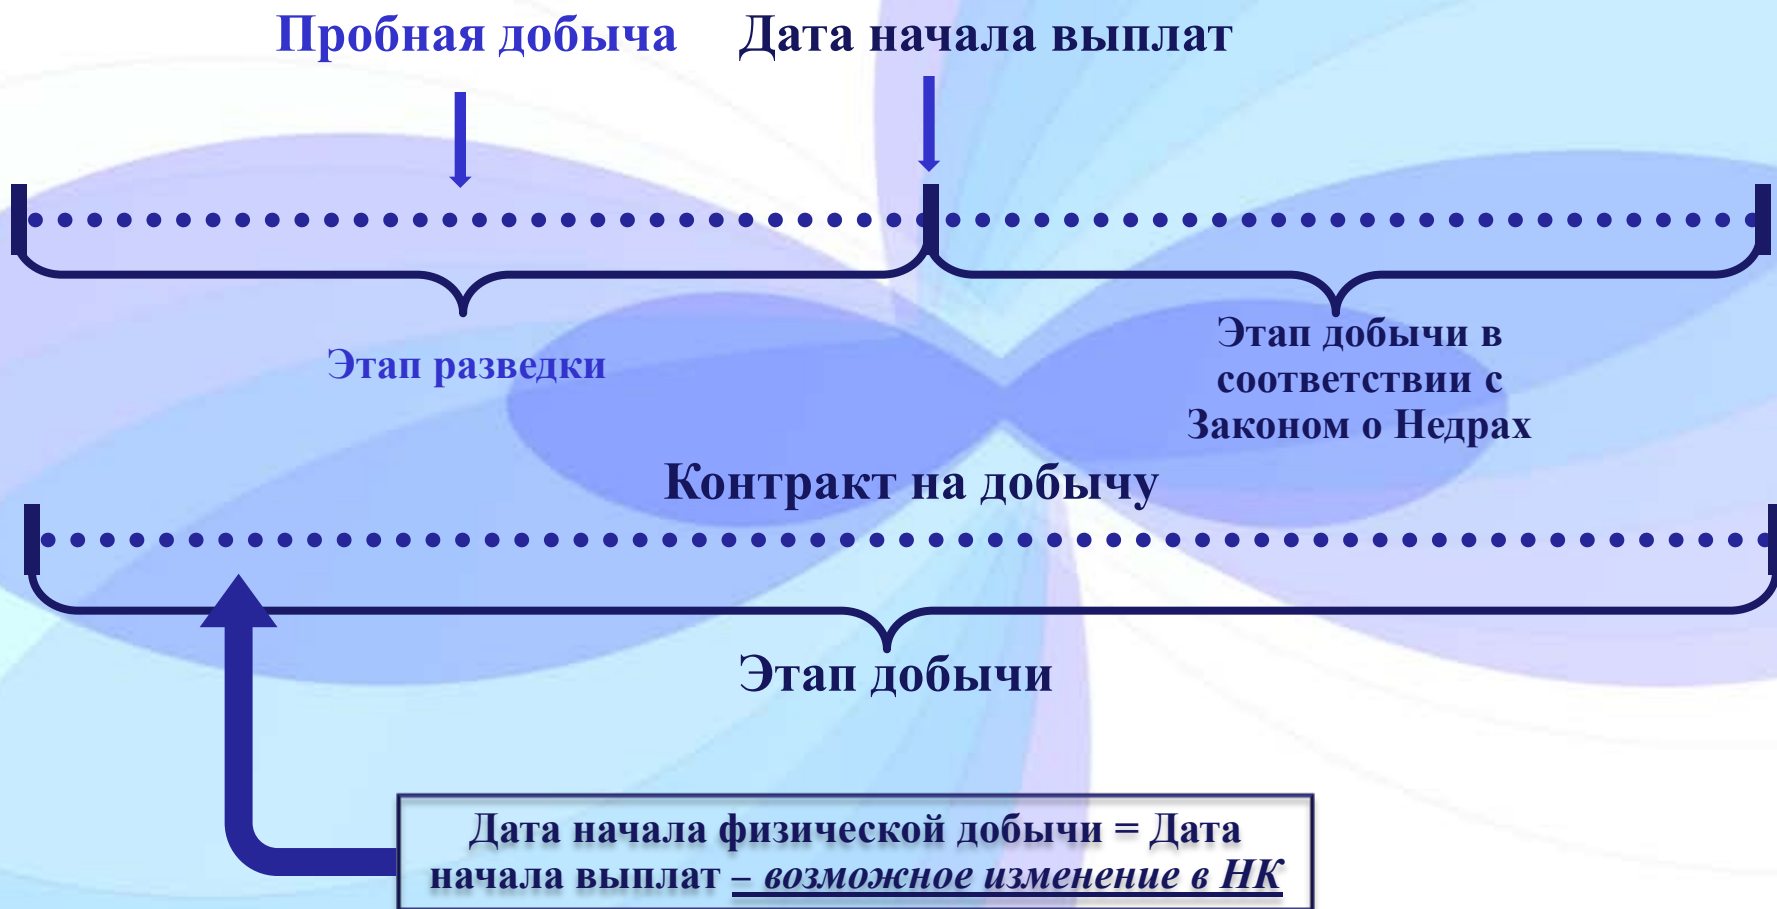 Пробная добыча
Дата начала выплат
Этап разведки
Этап добычи в
соответствии с
Законом о Недрах
Контракт на добычу
Этап добычи
Дата начала физической добычи = Дата
начала выплат – возможное изменение в НК